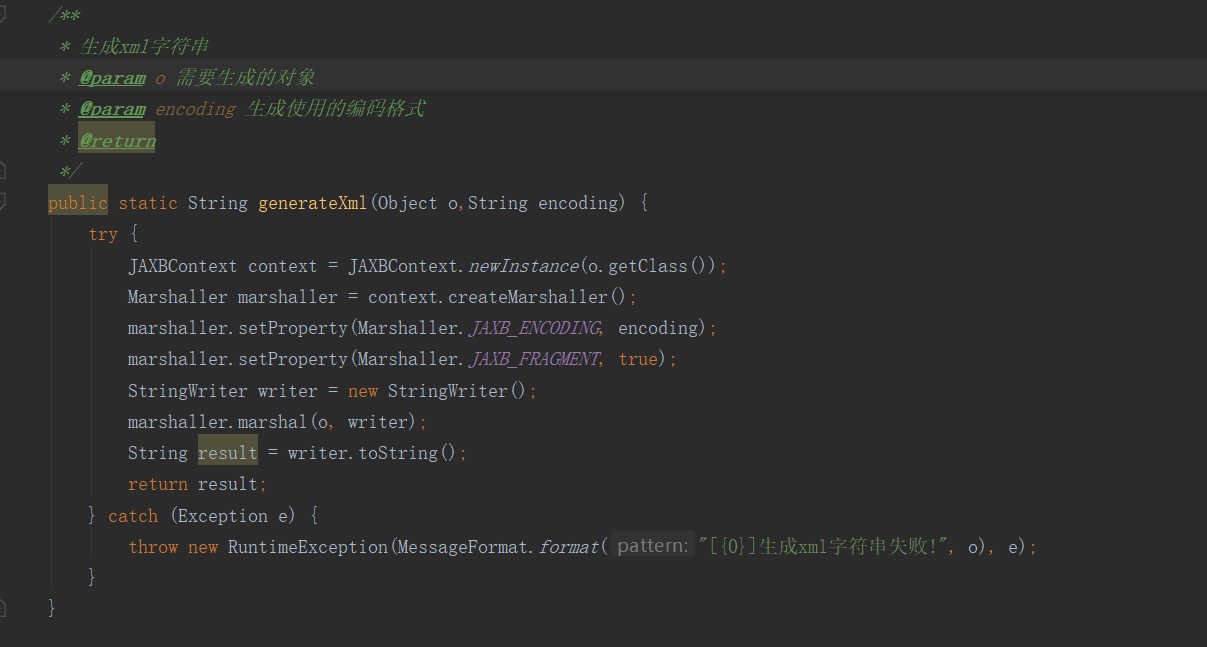 /**
 * 生成xml字符串
 * @param o 需要生成的对象
 * @param encoding 生成使用的编码格式
 * @return
 */
public static String generateXml(Object o,String encoding) {
    try {
        JAXBContext context = JAXBContext.newInstance(o.getClass());
        Marshaller marshaller = context.createMarshaller();
        marshaller.setProperty(Marshaller.JAXB_ENCODING, encoding);
        marshaller.setProperty(Marshaller.JAXB_FRAGMENT, true);
        StringWriter writer = new StringWriter();
        marshaller.marshal(o, writer);
        String result = writer.toString();
        return result;
    } catch (Exception e) {
        throw new RuntimeException(MessageFormat.format( pattern: "[{0}]生成xml字符串失败!", o), e);
    }
}